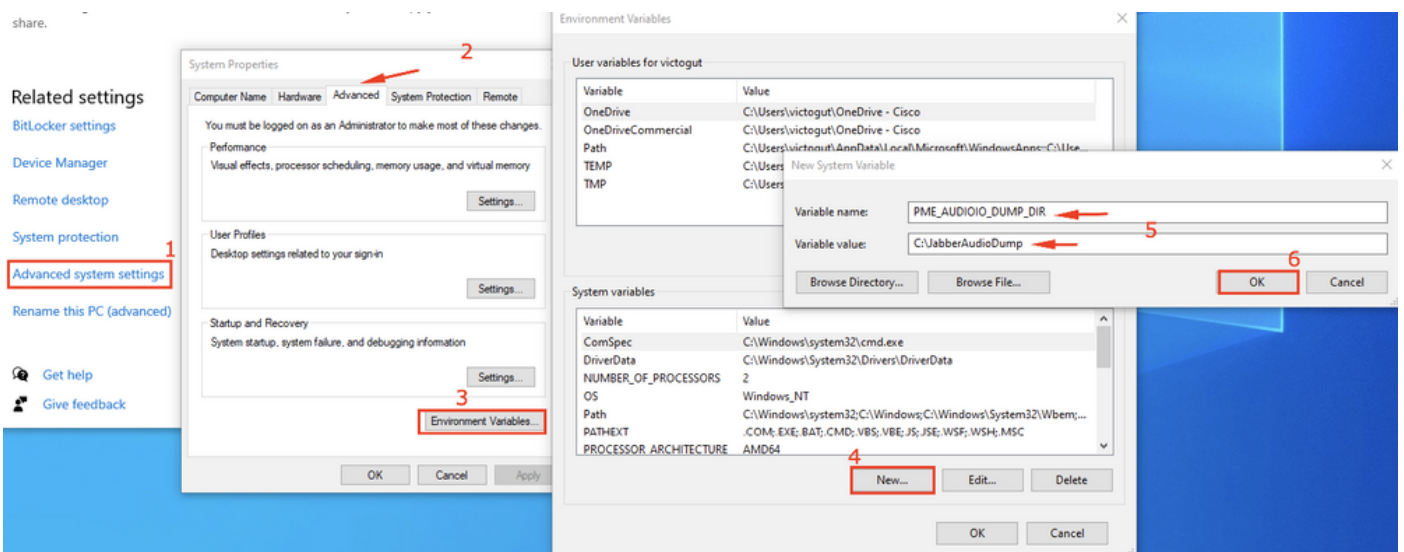 share.
Related settings
BitLocker settings
Device Manager
Remote desktop
System protection
1
Advanced system settings
Rename this PC (advanced)
Get help
Give feedback
System Properties
2
Computer Name Hardware Advanced System Protection Remote
You must be logged on as an Administrator to make most of these changes.
Performance
Visual effects, processor scheduling, memory usage, and virtual memory
Settings...
User Profiles
Desktop settings related to your sign-in
Settings...
Startup and Recovery
System startup, system failure, and debugging information
Settings...
3
Environment Variables...
OK Cancel Apply
Environment Variables
User variables for victogut
Variable Value
OneDrive C:\Users\victogut\OneDrive - Cisco
OneDriveCommercial C:\Users\victogut\OneDrive - Cisco
Path C:\Users\victogut\AppData\Local\Microsoft\WindowsApps;C:\Use...
TEMP C:\Users
TMP C:\Users
New System Variable
Variable name: PME_AUDIOIO_DUMP_DIR
5
Variable value: C:\JabberAudioDump
6
Browse Directory... Browse File... OK Cancel
System variables
Variable Value
ComSpec C:\Windows\system32\cmd.exe
DriverData C:\Windows\System32\Drivers\DriverData
NUMBER_OF_PROCESSORS 2
OS Windows_NT
Path C:\Windows\system32;C:\Windows;C:\Windows\System32\Wbem;...
PATHEXT .COM;.EXE;.BAT;.CMD;.VBS;.VBE;.JS;.JSE;.WSF;.WSH;.MSC
PROCESSOR_ARCHITECTURE AMD64
4
New... Edit... Delete
OK Cancel